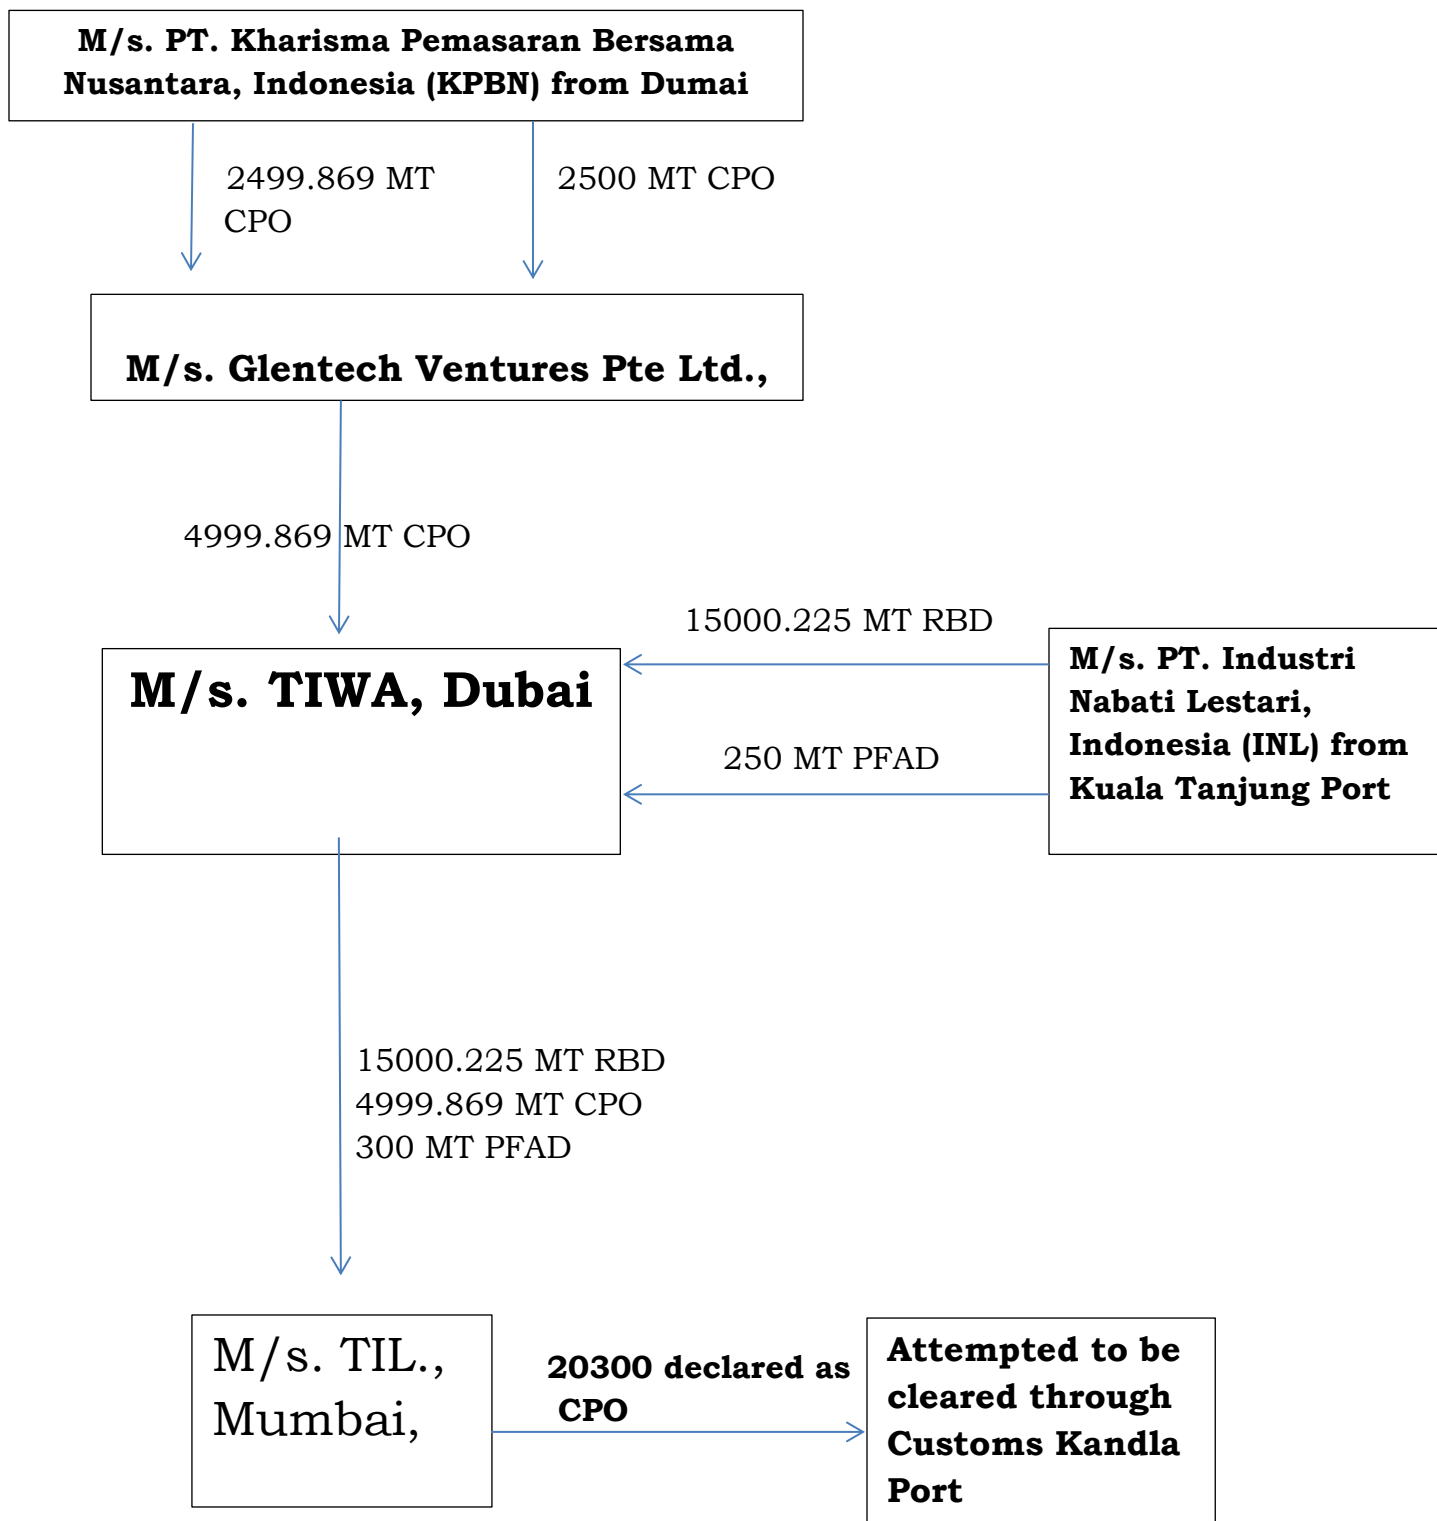 M/s. PT. Kharisma Pemasaran Bersama
Nusantara, Indonesia (KPBN) from Dumai
2499.869 MT
CPO
2500 MT CPO
M/s. Glentech Ventures Pte Ltd.,
4999.869 MT CPO
15000.225 MT RBD
M/s. TIWA, Dubai
250 MT PFAD
M/s. PT. Industri
Nabati Lestari,
Indonesia (INL) from
Kuala Tanjung Port
15000.225 MT RBD
4999.869 MT CPO
300 MT PFAD
M/s. TIL.,
Mumbai,
20300 declared as
CPO
Attempted to be
cleared through
Customs Kandla
Port